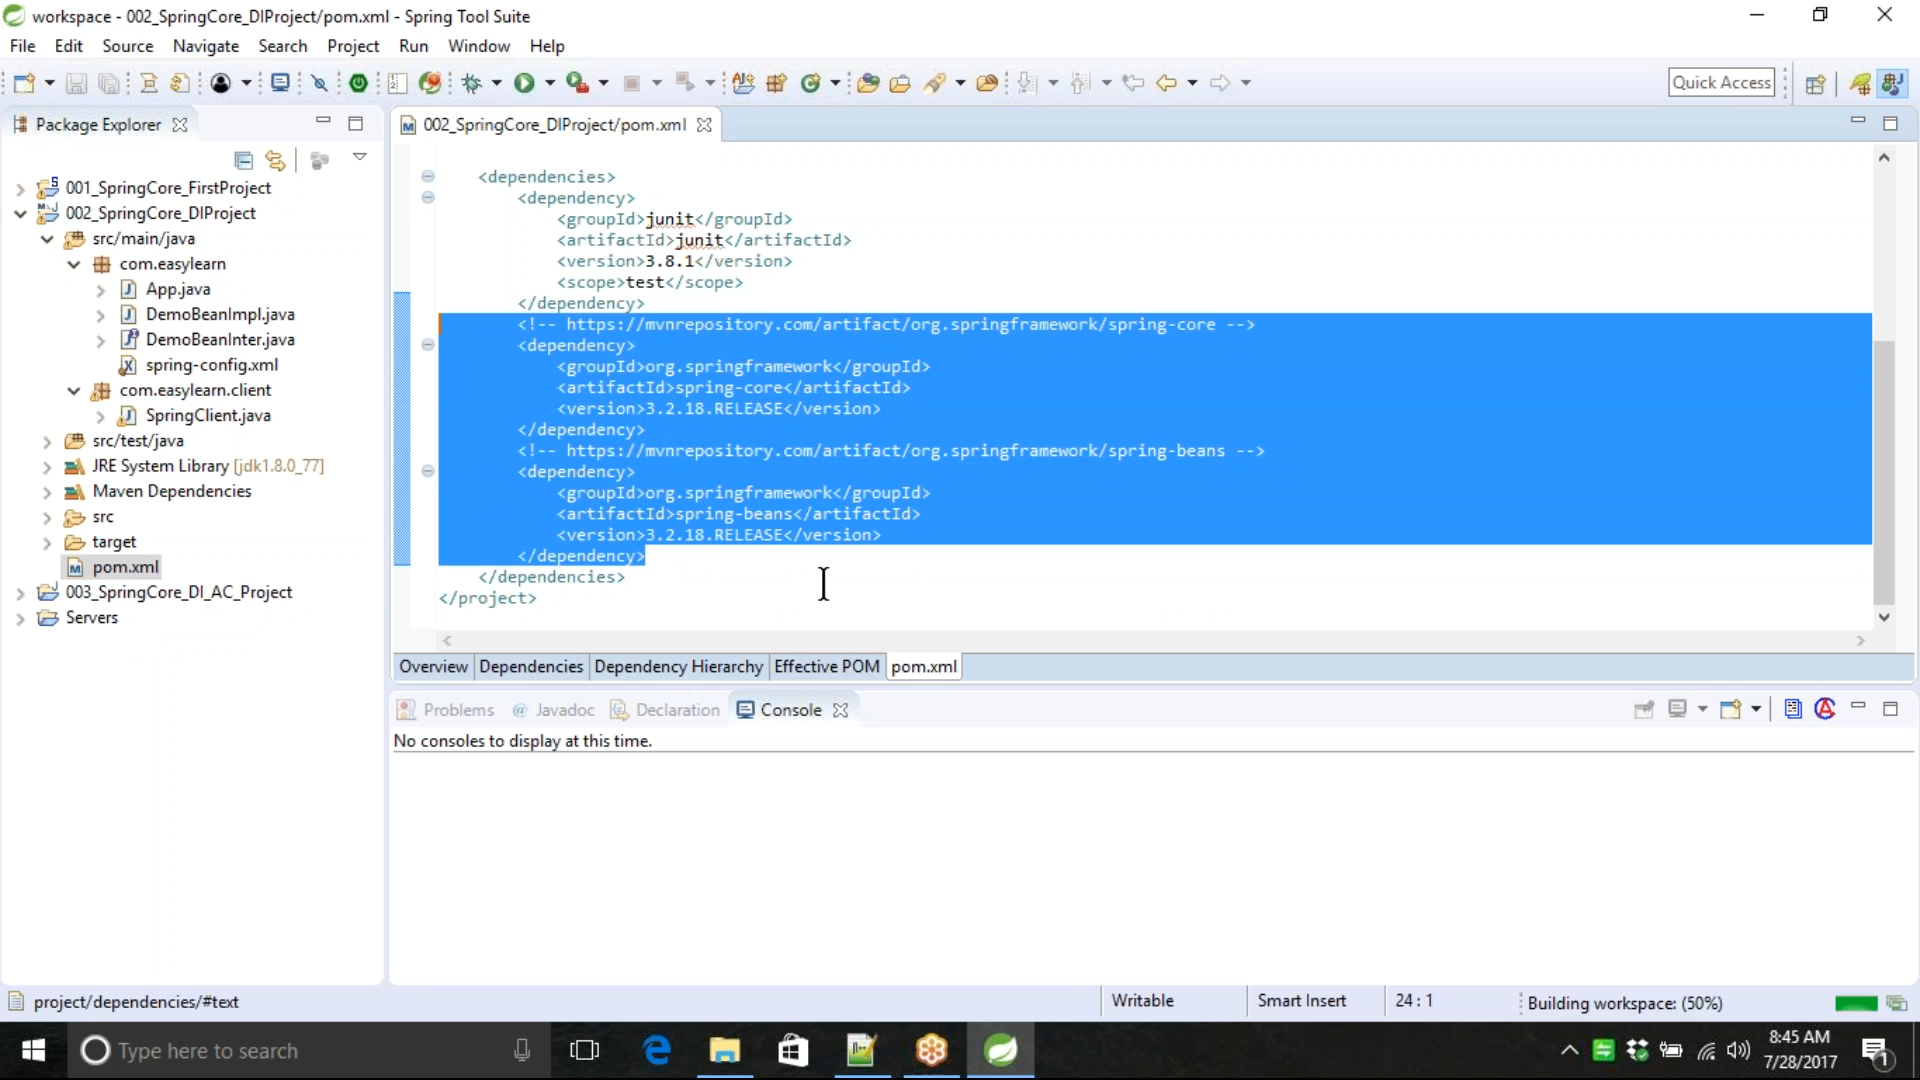 workspace - 002_SpringCore_DIProject/pom.xml - Spring Tool Suite
File Edit Source Navigate Search Project Run Window Help
Quick Access
Package Explorer
002_SpringCore_DIProject/pom.xml
001_SpringCore_FirstProject
002_SpringCore_DIProject
src/main/java
com.easylearn
App.java
DemoBeanImpl.java
DemoBeanInter.java
spring-config.xml
com.easylearn.client
SpringClient.java
src/test/java
JRE System Library [jdk1.8.0_77]
Maven Dependencies
src
target
pom.xml
003_SpringCore_DI_AC_Project
Servers
<dependencies>
<dependency>
<groupId>junit</groupId>
<artifactId>junit</artifactId>
<version>3.8.1</version>
<scope>test</scope>
</dependency>
<!-- https://mvnrepository.com/artifact/org.springframework/spring-core -->
<dependency>
<groupId>org.springframework</groupId>
<artifactId>spring-core</artifactId>
<version>3.2.18.RELEASE</version>
</dependency>
<!-- https://mvnrepository.com/artifact/org.springframework/spring-beans -->
<dependency>
<groupId>org.springframework</groupId>
<artifactId>spring-beans</artifactId>
<version>3.2.18.RELEASE</version>
</dependency>
</dependencies>
</project>
Overview Dependencies Dependency Hierarchy Effective POM pom.xml
Problems @ Javadoc Declaration Console
No consoles to display at this time.
project/dependencies/#text Writable Smart Insert 24 : 1 Building workspace: (50%)
Type here to search
8:45 AM
7/28/2017
1